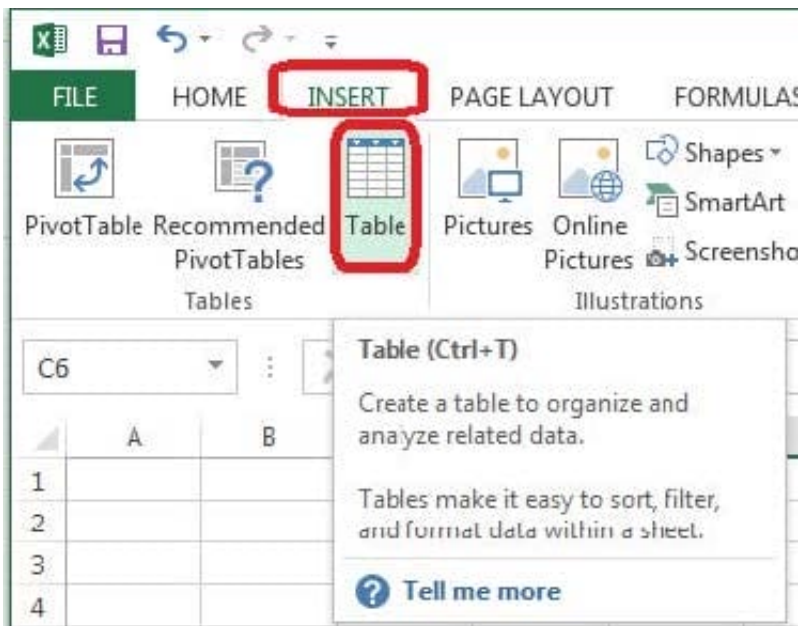 FILE HOME INSERT PAGE LAYOUT FORMULAS
Shapes
SmartArt
PivotTable Recommended Table Pictures Online
PivotTables Pictures Screensho
Tables Illustrations
C6
Table (Ctrl+T)
Create a table to organize and
analyze related data.
Tables make it easy to sort, filter,
and format data within a sheet.
Tell me more
A B
1
2
3
4